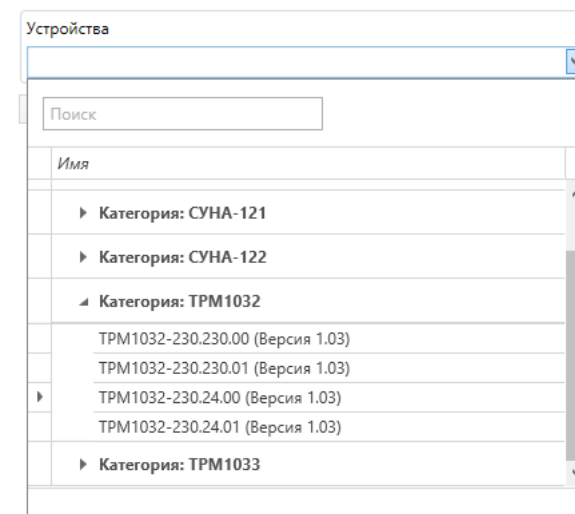 Устройства
Поиск
Имя
Категория: СУНА-121
Категория: СУНА-122
Категория: ТРМ1032
ТРМ1032-230.230.00 (Версия 1.03)
ТРМ1032-230.230.01 (Версия 1.03)
ТРМ1032-230.24.00 (Версия 1.03)
ТРМ1032-230.24.01 (Версия 1.03)
Категория: ТРМ1033